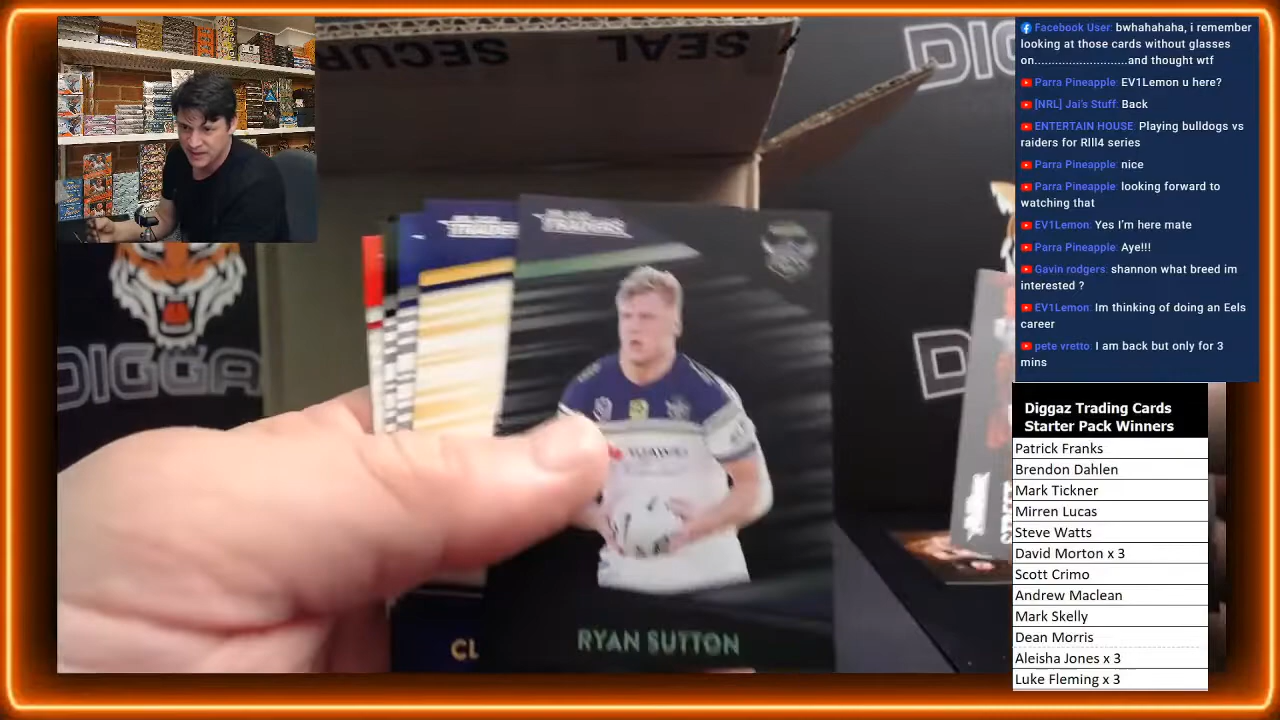 SECUR
SEAL
DIGGA
DI
D
TRADERS
TRADERS
HUAWEI
RYAN SUTTON
CL
Facebook User: bwhahahaha, i remember
looking at those cards without glasses
on............................and thought wtf
Parra Pineapple: EV1Lemon u here?
[NRL] Jai's Stuff: Back
ENTERTAIN HOUSE: Playing bulldogs vs
raiders for RIII4 series
Parra Pineapple: nice
Parra Pineapple: looking forward to
watching that
EV1Lemon: Yes I'm here mate
Parra Pineapple: Aye!!!
Gavin rodgers: shannon what breed im
interested ?
EV1Lemon: Im thinking of doing an Eels
career
pete vretto: I am back but only for 3
mins
Diggaz Trading Cards
Starter Pack Winners
Patrick Franks
Brendon Dahlen
Mark Tickner
Mirren Lucas
Steve Watts
David Morton x 3
Scott Crimo
Andrew Maclean
Mark Skelly
Dean Morris
Aleisha Jones x 3
Luke Fleming x 3